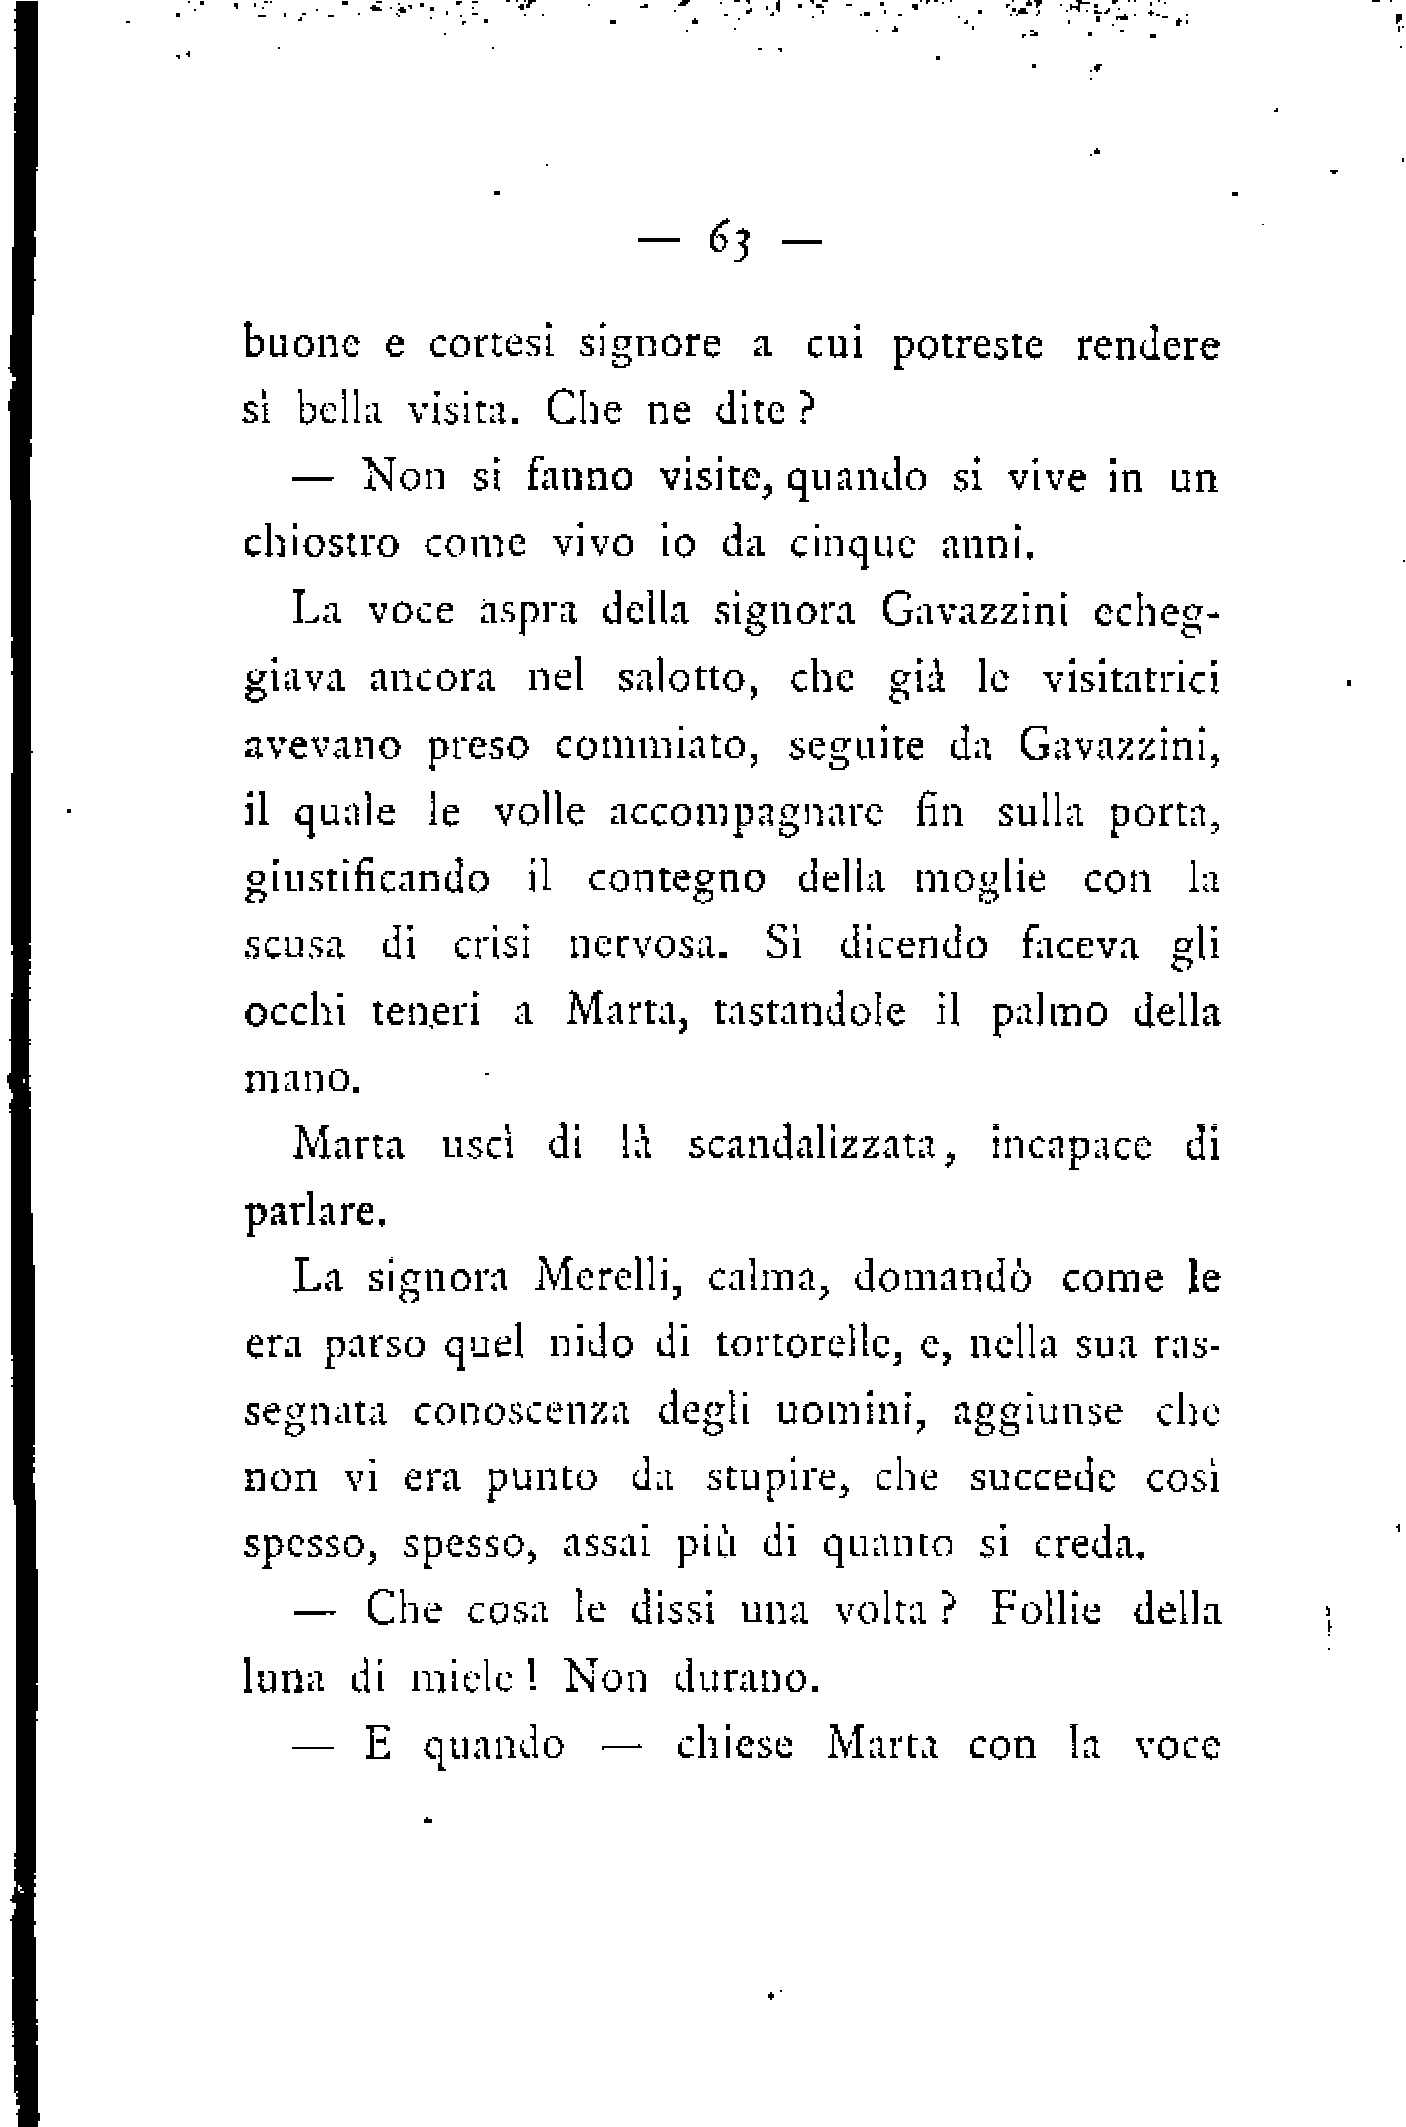 — 63 —
buone e cortesi signore a cui potreste rendere
sì bella visita. Che ne dite ?
— Non si fanno visite, quando si vive in un
chiostro come vivo io da cinque anni.
La voce aspra della signora Gavazzini echeg-
giava ancora nel salotto, che già le visitatrici
avevano preso commiato, seguite da Gavazzini,
il quale le volle accompagnare fin sulla porta,
giustificando il contegno della moglie con la
scusa di crisi nervosa. Sì dicendo faceva gli
occhi teneri a Marta, tastandole il palmo della
mano.
Marta uscì di là scandalizzata, incapace di
parlare.
La signora Merelli, calma, domandò come le
era parso quel nido di tortorelle, e, nella sua ras-
segnata conoscenza degli uomini, aggiunse che
non vi era punto da stupire, che succede così
spesso, spesso, assai più di quanto si creda.
— Che cosa le dissi una volta ? Follie della
luna di miele ! Non durano.
— E quando — chiese Marta con la voce